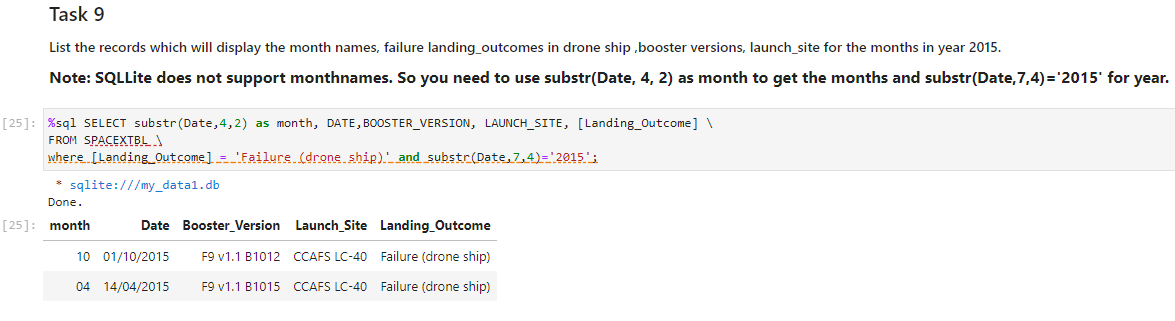 Task 9
List the records which will display the month names, failure landing_outcomes in drone ship ,booster versions, launch_site for the months in year 2015.
Note: SQLLite does not support monthnames. So you need to use substr(Date, 4, 2) as month to get the months and substr(Date,7,4)='2015' for year.
[25]: %sql SELECT substr(Date,4,2) as month, DATE,BOOSTER_VERSION, LAUNCH_SITE, [Landing_Outcome] \
FROM SPACEXTBL \
where [Landing_Outcome] = 'Failure (drone ship)' and substr(Date,7,4)='2015';
* sqlite:///my_data1.db
Done.
[25]: month Date Booster_Version Launch_Site Landing_Outcome
10 01/10/2015 F9 v1.1 B1012 CCAFS LC-40 Failure (drone ship)
04 14/04/2015 F9 v1.1 B1015 CCAFS LC-40 Failure (drone ship)